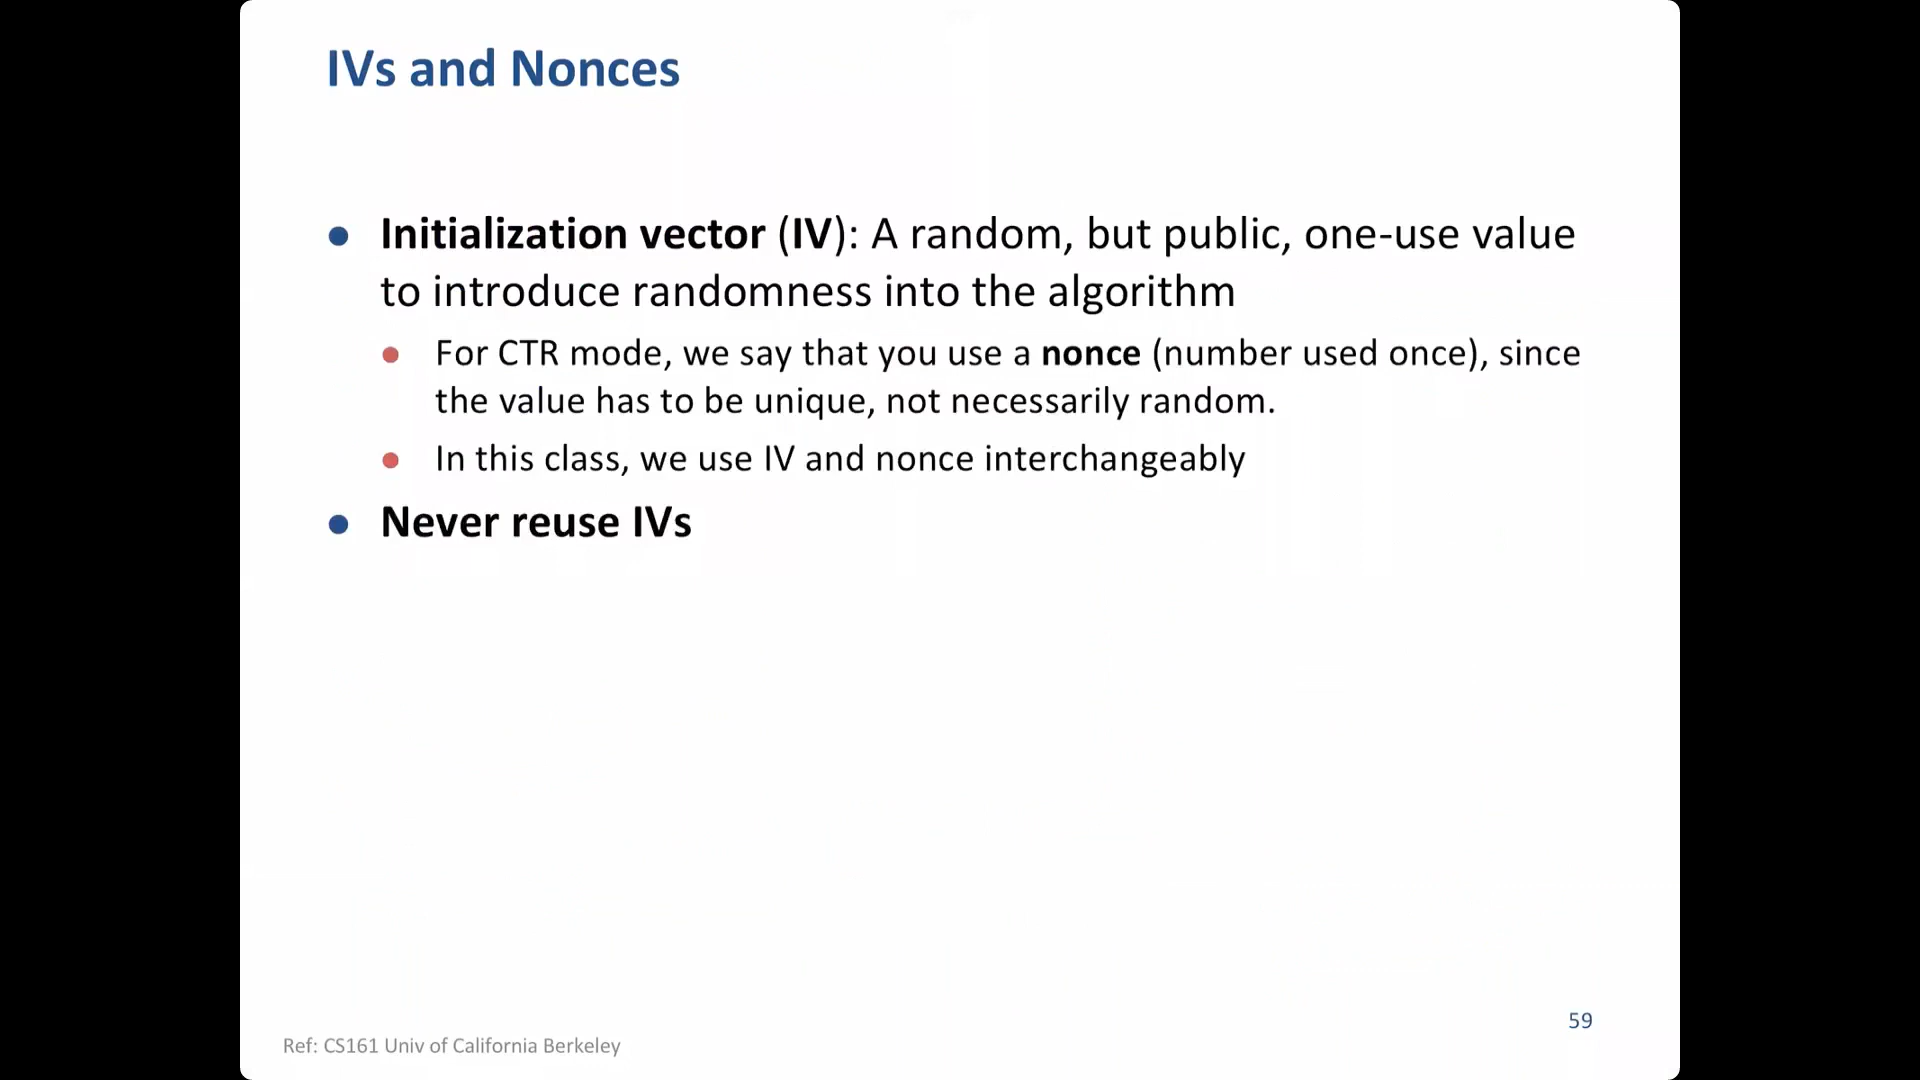 IVs and Nonces
● Initialization vector (IV): A random, but public, one-use value
to introduce randomness into the algorithm
● For CTR mode, we say that you use a nonce (number used once), since
the value has to be unique, not necessarily random.
● In this class, we use IV and nonce interchangeably
● Never reuse IVs
59
Ref: CS161 Univ of California Berkeley